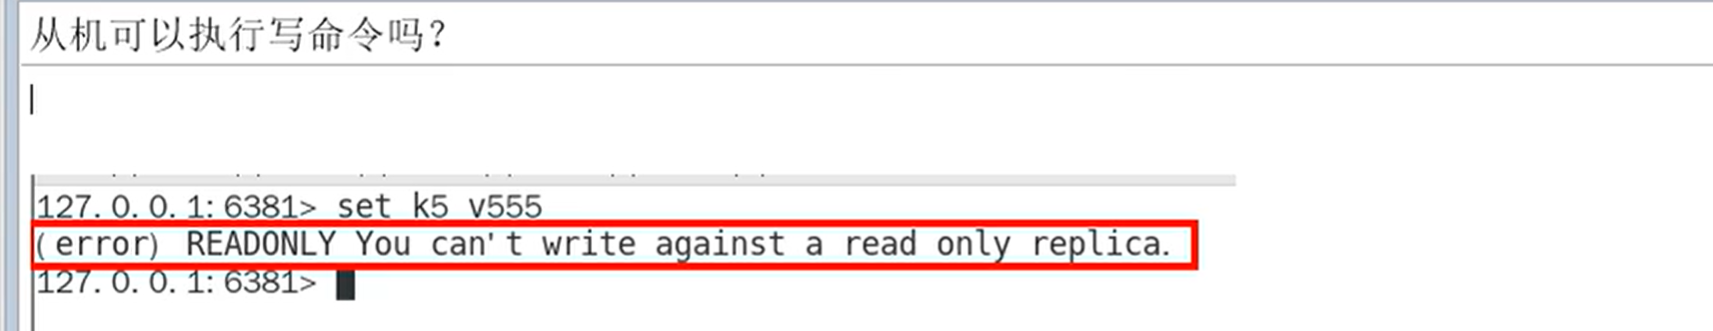 从机可以执行写命令吗?
127.0.0.1:6381> set k5 v555
(error) READONLY You can't write against a read only replica.
127.0.0.1:6381>